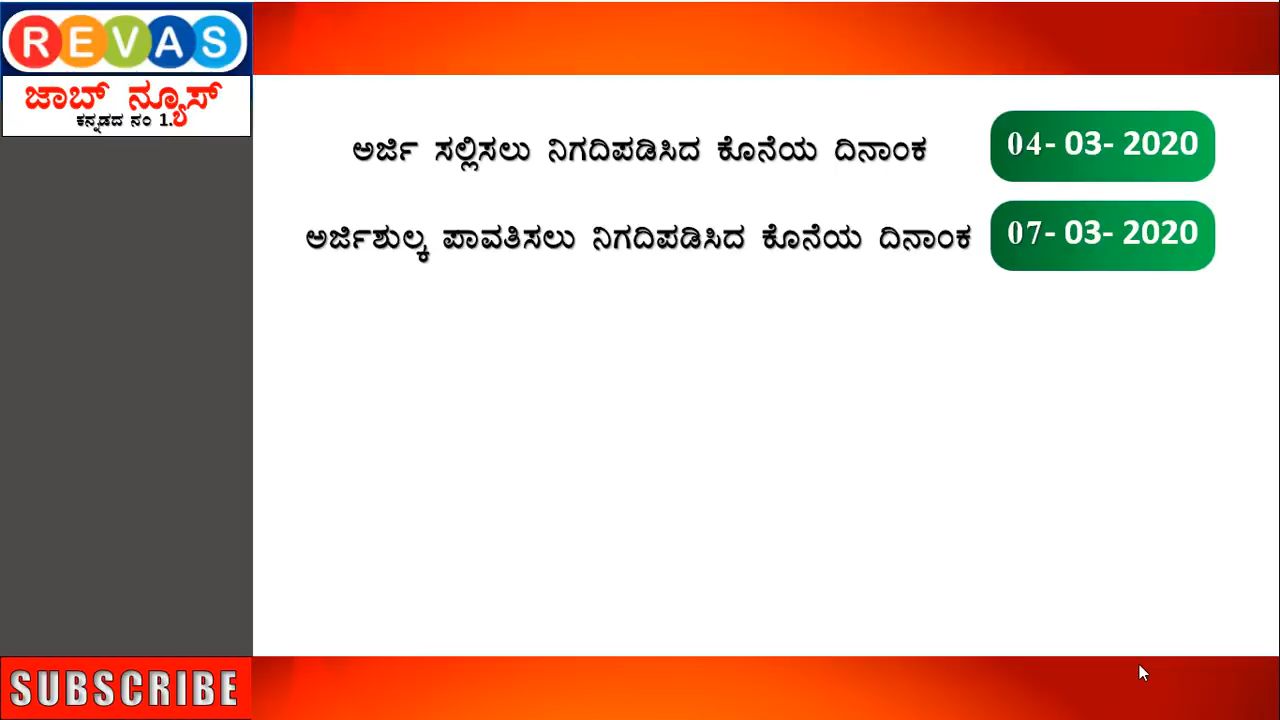 REVAS
ಜಾಬ್ ನ್ಯೂಸ್
ಕನ್ನಡದ ನಂ 1.
ಅರ್ಜಿ ಸಲ್ಲಿಸಲು ನಿಗದಿಪಡಿಸಿದ ಕೊನೆಯ ದಿನಾಂಕ 04- 03- 2020
ಅರ್ಜಿಶುಲ್ಕ ಪಾವತಿಸಲು ನಿಗದಿಪಡಿಸಿದ ಕೊನೆಯ ದಿನಾಂಕ 07- 03- 2020
SUBSCRIBE